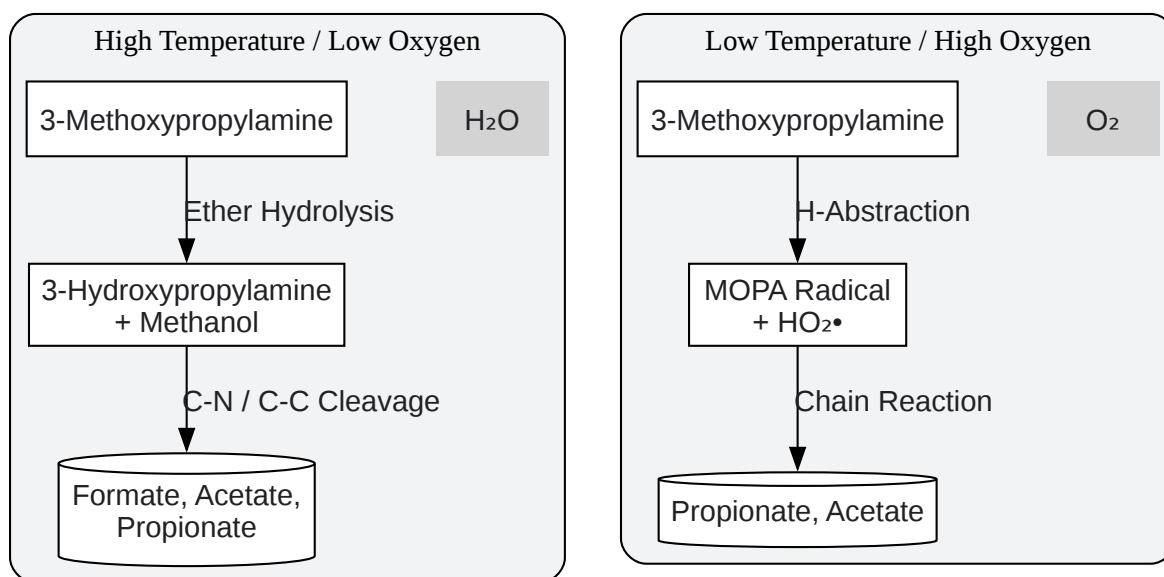 High Temperature / Low Oxygen
3-Methoxypropylamine
H₂O
Ether Hydrolysis
3-Hydroxypropylamine
+ Methanol
C-N / C-C Cleavage
Formate, Acetate,
Propionate
Low Temperature / High Oxygen
3-Methoxypropylamine
O₂
H-Abstraction
MOPA Radical
+ HO₂•
Chain Reaction
Propionate, Acetate